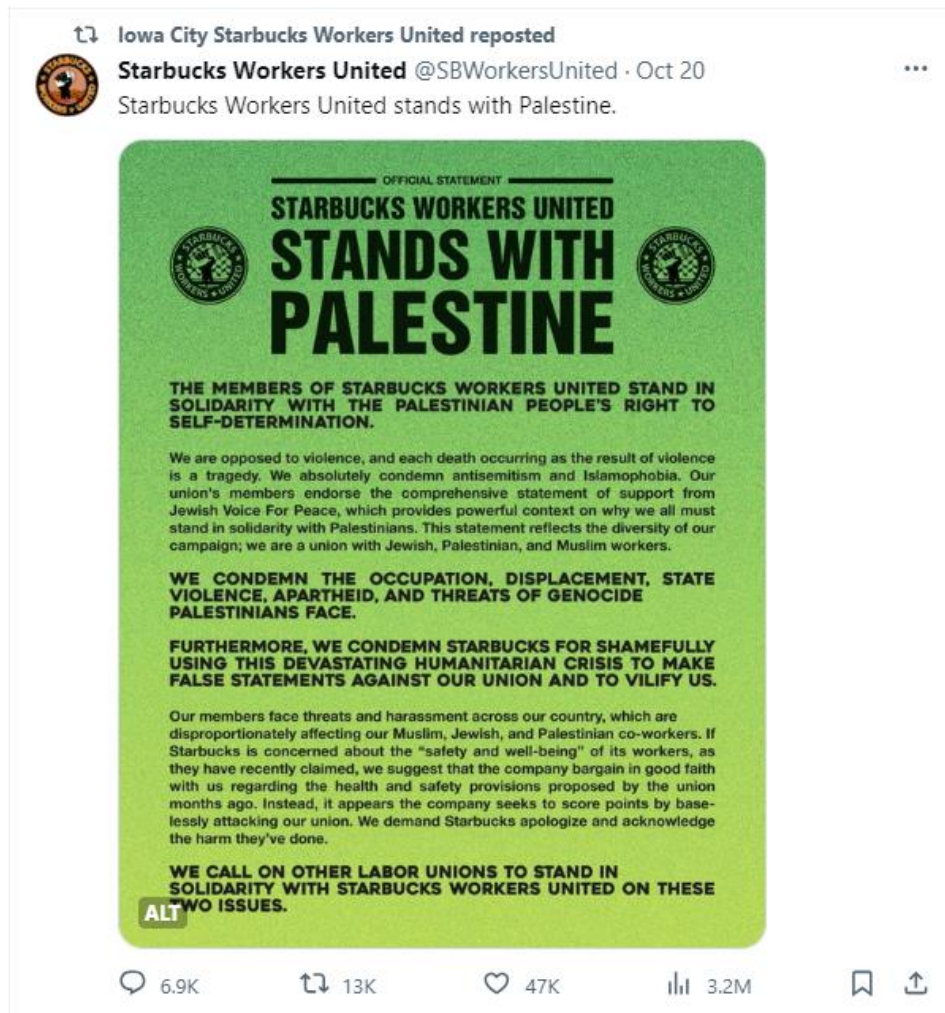 Iowa City Starbucks Workers United reposted
Starbucks Workers United @SBWorkersUnited · Oct 20
Starbucks Workers United stands with Palestine.
OFFICIAL STATEMENT
STARBUCKS WORKERS UNITED
STANDS WITH
PALESTINE
STARBUCKS WORKERS ★ UNITED
STARBUCKS WORKERS ★ UNITED
THE MEMBERS OF STARBUCKS WORKERS UNITED STAND IN
SOLIDARITY WITH THE PALESTINIAN PEOPLE'S RIGHT TO
SELF-DETERMINATION.
We are opposed to violence, and each death occurring as the result of violence
is a tragedy. We absolutely condemn antisemitism and Islamophobia. Our
union's members endorse the comprehensive statement of support from
Jewish Voice For Peace, which provides powerful context on why we all must
stand in solidarity with Palestinians. This statement reflects the diversity of our
campaign; we are a union with Jewish, Palestinian, and Muslim workers.
WE CONDEMN THE OCCUPATION, DISPLACEMENT, STATE
VIOLENCE, APARTHEID, AND THREATS OF GENOCIDE
PALESTINIANS FACE.
FURTHERMORE, WE CONDEMN STARBUCKS FOR SHAMEFULLY
USING THIS DEVASTATING HUMANITARIAN CRISIS TO MAKE
FALSE STATEMENTS AGAINST OUR UNION AND TO VILIFY US.
Our members face threats and harassment across our country, which are
disproportionately affecting our Muslim, Jewish, and Palestinian co-workers. If
Starbucks is concerned about the “safety and well-being” of its workers, as
they have recently claimed, we suggest that the company bargain in good faith
with us regarding the health and safety provisions proposed by the union
months ago. Instead, it appears the company seeks to score points by base-
lessly attacking our union. We demand Starbucks apologize and acknowledge
the harm they've done.
WE CALL ON OTHER LABOR UNIONS TO STAND IN
SOLIDARITY WITH STARBUCKS WORKERS UNITED ON THESE
TWO ISSUES.
ALT
6.9K 13K 47K 3.2M